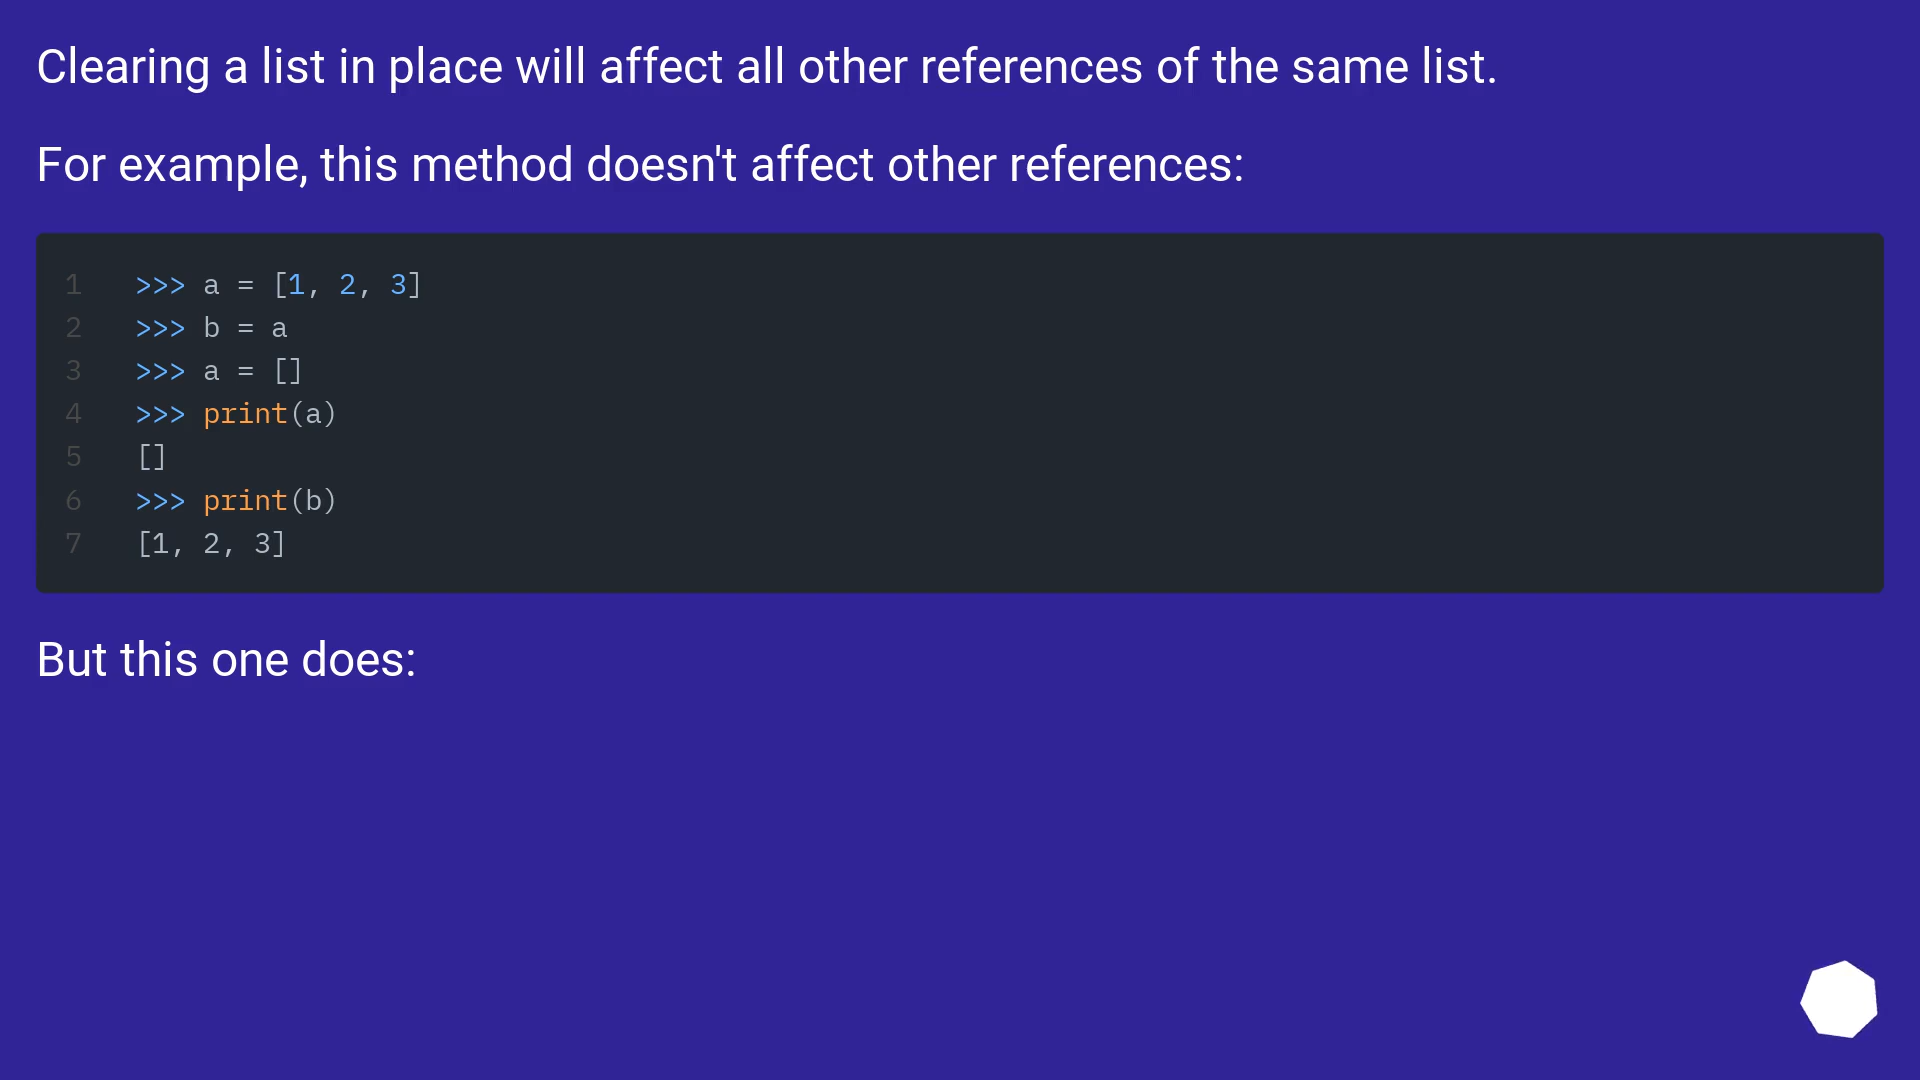 Clearing a list in place will affect all other references of the same list.
For example, this method doesn't affect other references:
1 >>> a = [1, 2, 3]
2 >>> b = a
3 >>> a = []
4 >>> print(a)
5 []
6 >>> print(b)
7 [1, 2, 3]
But this one does: